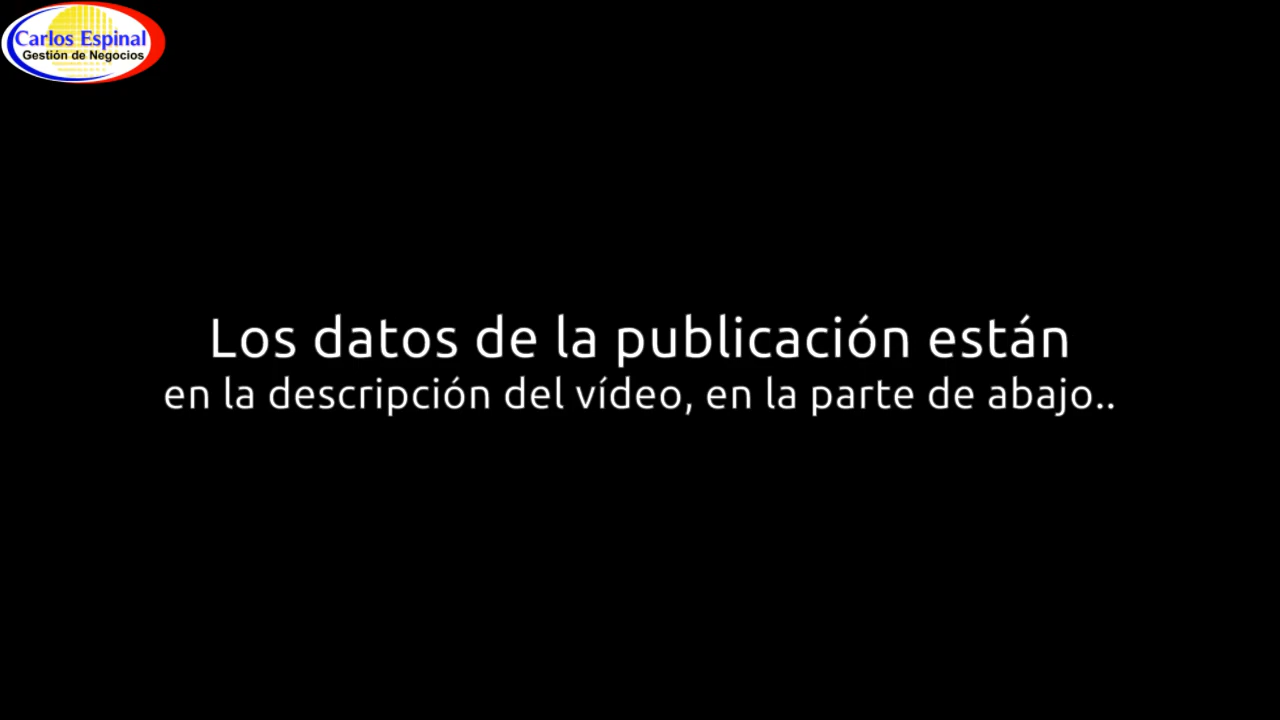 Carlos Espinal
Gestión de Negocios
Los datos de la publicación están
en la descripción del vídeo, en la parte de abajo..